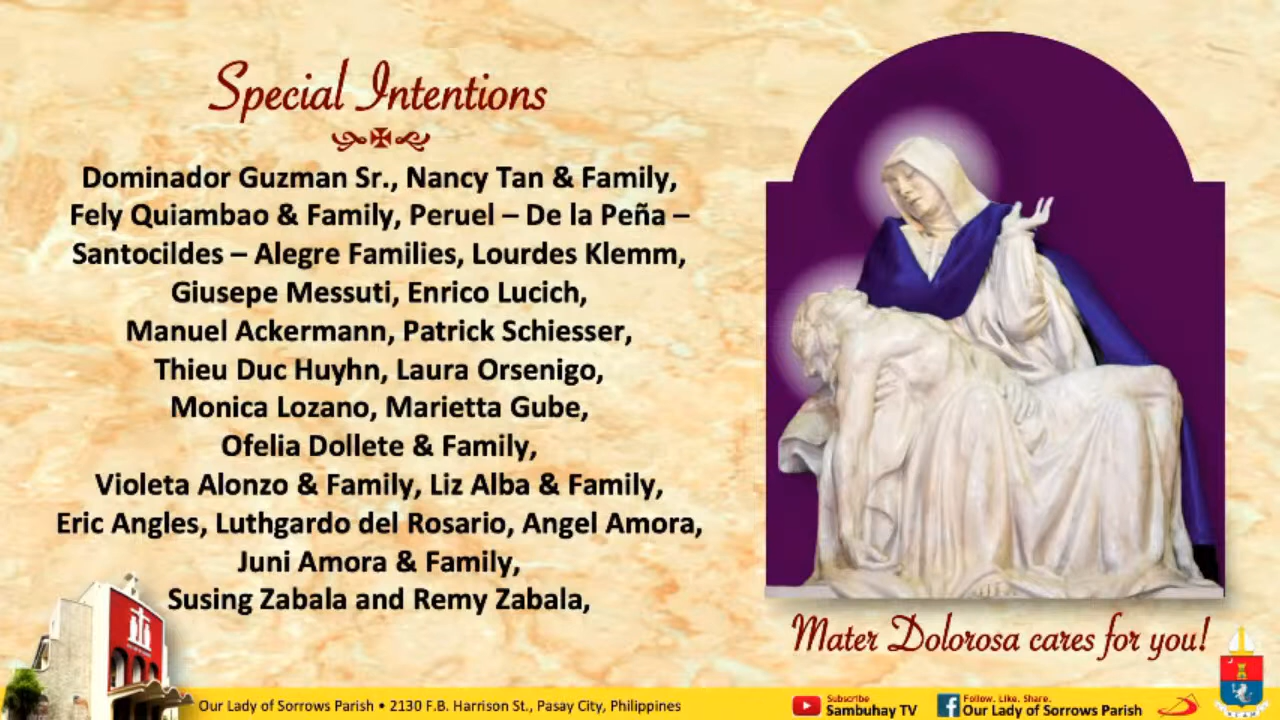 Special Intentions
Dominador Guzman Sr., Nancy Tan & Family,
Fely Quiambao & Family, Peruel – De la Peña –
Santocildes – Alegre Families, Lourdes Klemm,
Giusepe Messuti, Enrico Lucich,
Manuel Ackermann, Patrick Schiesser,
Thieu Duc Huyhn, Laura Orsenigo,
Monica Lozano, Marietta Gube,
Ofelia Dollete & Family,
Violeta Alonzo & Family, Liz Alba & Family,
Eric Angles, Luthgardo del Rosario, Angel Amora,
Juni Amora & Family,
Susing Zabala and Remy Zabala,
Mater Dolorosa cares for you!
Our Lady of Sorrows Parish • 2130 F.B. Harrison St., Pasay City, Philippines
Subscribe
Sambuhay TV
Follow. Like. Share.
Our Lady of Sorrows Parish